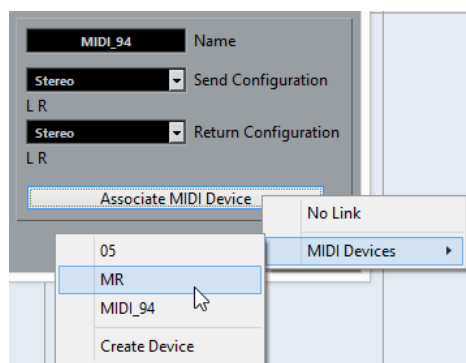 MIDI_94 Name
Stereo Send Configuration
L R
Stereo Return Configuration
L R
Associate MIDI Device
No Link
MIDI Devices
05
MR
MIDI_94
Create Device